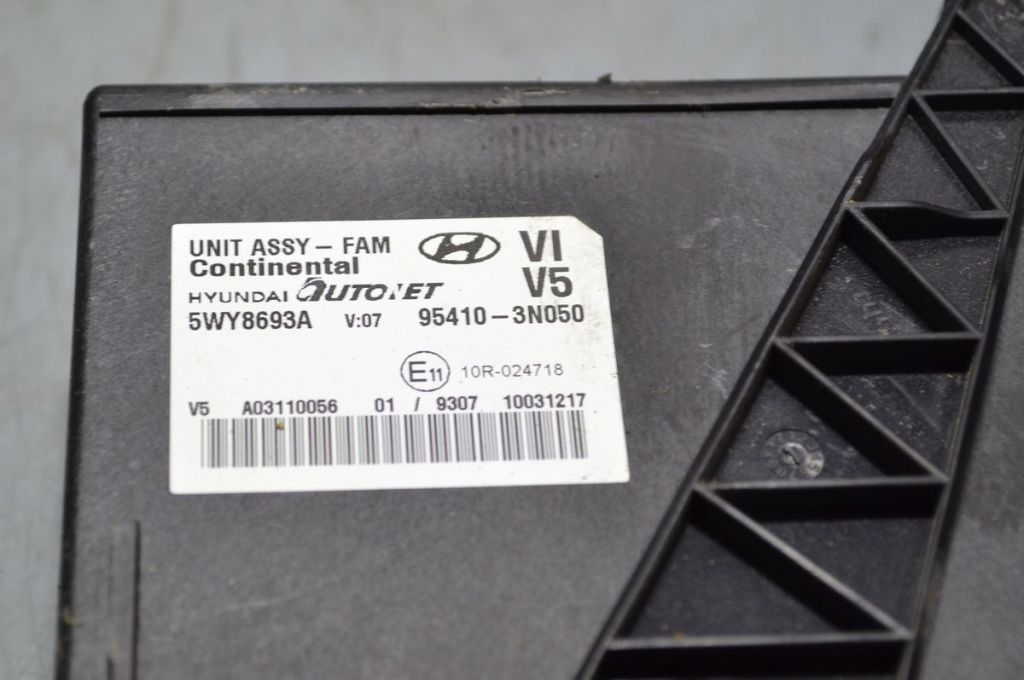 UNIT ASSY – FAM
Continental
HYUNDAI AUTONET
VI
V5
5WY8693A V:07 95410 – 3N050
E11 10R-024718
V5 A03110056 01 / 9307 10031217